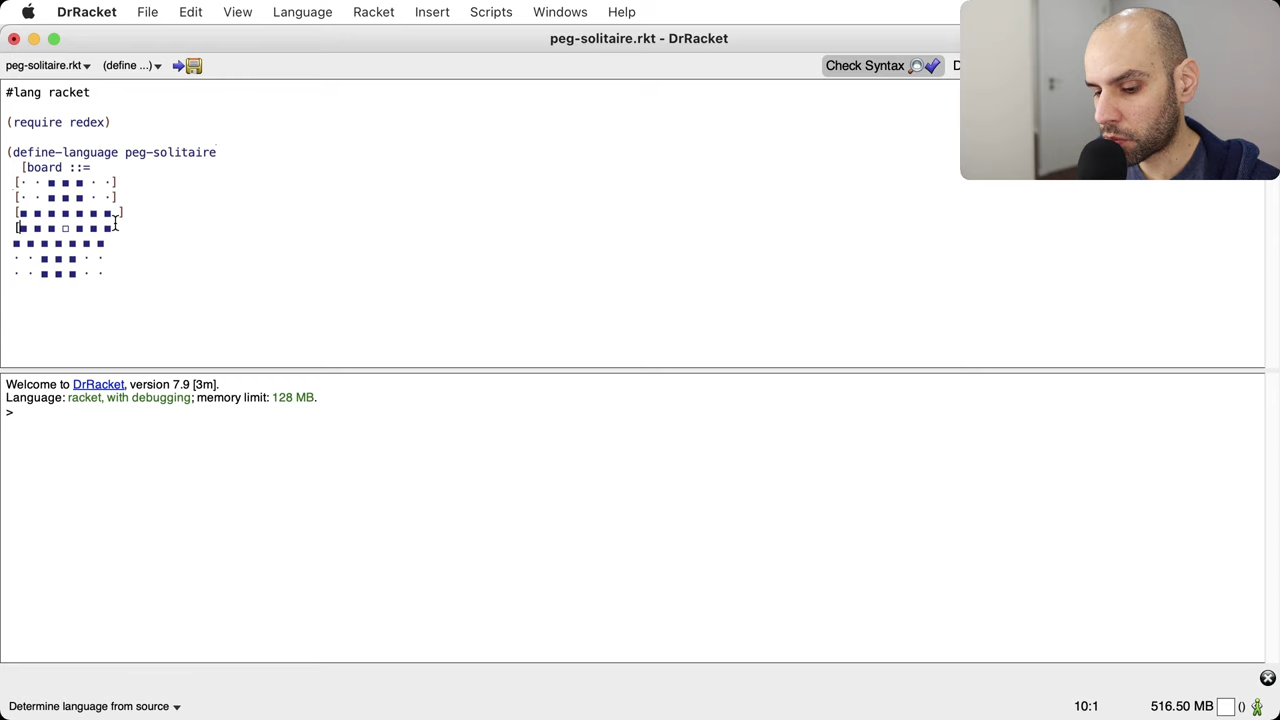 DrRacket File Edit View Language Racket Insert Scripts Windows Help
peg-solitaire.rkt - DrRacket
peg-solitaire.rkt▾ (define ...)▾ Check Syntax D
#lang racket
(require redex)
(define-language peg-solitaire
[board ::=
[· · ■ ■ ■ · ·]
[· · ■ ■ ■ · ·]
[■ ■ ■ ■ ■ ■ ■ ]
[■ ■ ■ □ ■ ■ ■
■ ■ ■ ■ ■ ■ ■
· · ■ ■ ■ · ·
· · ■ ■ ■ · ·
Welcome to DrRacket, version 7.9 [3m].
Language: racket, with debugging; memory limit: 128 MB.
>
Determine language from source ▾ 10:1 516.50 MB ()